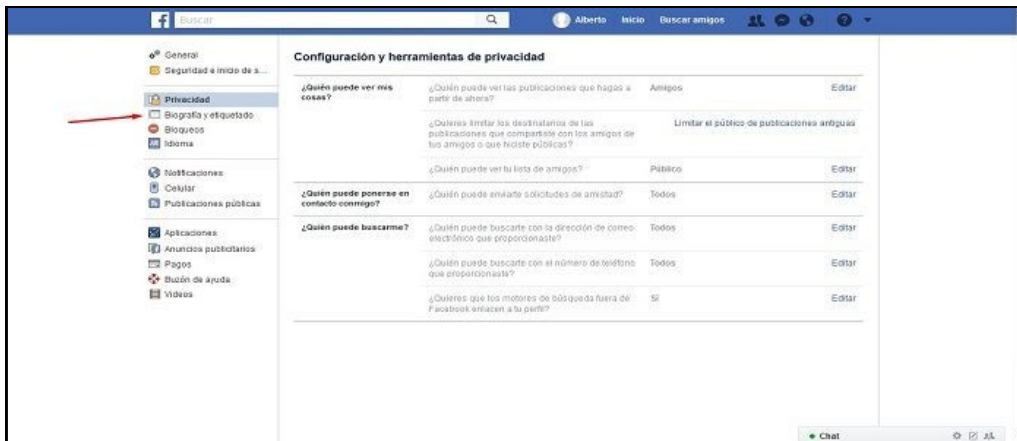 Buscar
Alberto Inicio Buscar amigos
General
Seguridad e inicio de s...
Privacidad
Biografía y etiquetado
Bloqueos
Idioma
Notificaciones
Celular
Publicaciones públicas
Aplicaciones
Anuncios publicitarios
Pagos
Buzón de ayuda
Videos
Configuración y herramientas de privacidad
¿Quién puede ver mis
cosas?
¿Quién puede ver las publicaciones que hagas a
partir de ahora?
Amigos
Editar
¿Quieres limitar los destinatarios de las
publicaciones que compartiste con los amigos de
tus amigos o que hiciste públicas?
Limitar el público de publicaciones antiguas
¿Quién puede ver tu lista de amigos?
Público
Editar
¿Quién puede ponerse en
contacto conmigo?
¿Quién puede enviarte solicitudes de amistad?
Todos
Editar
¿Quién puede buscarme?
¿Quién puede buscarte con la dirección de correo
electrónico que proporcionaste?
Todos
Editar
¿Quién puede buscarte con el número de teléfono
que proporcionaste?
Todos
Editar
¿Quieres que los motores de búsqueda fuera de
Facebook enlacen a tu perfil?
Sí
Editar
Chat